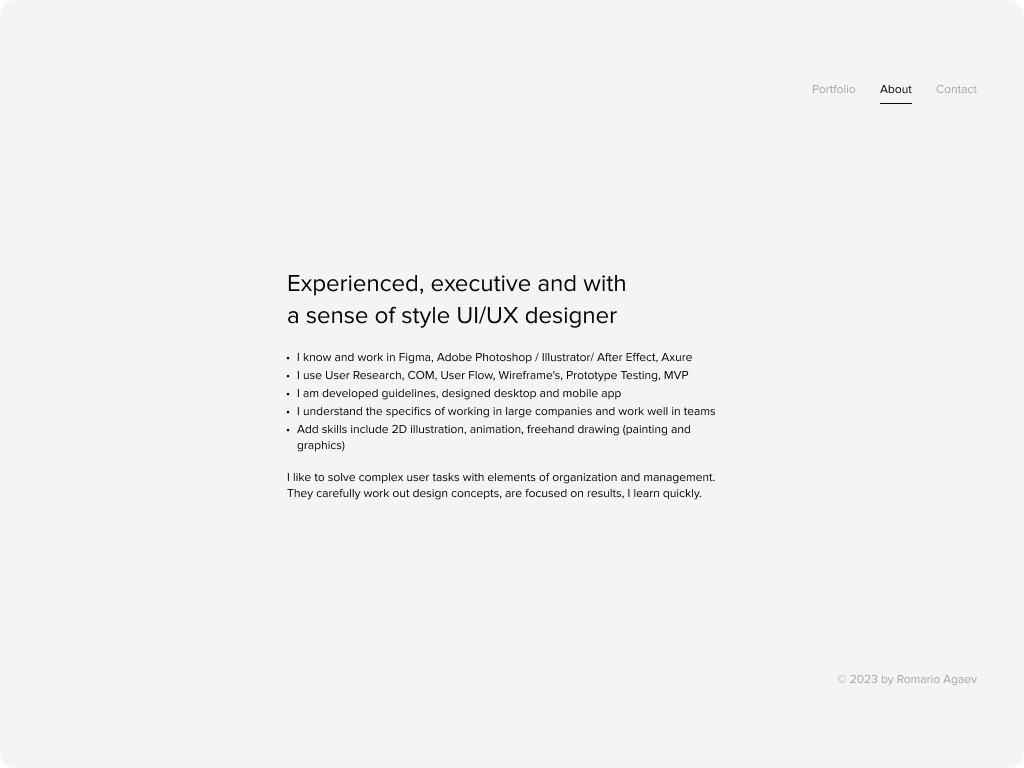 Portfolio About Contact
Experienced, executive and with
a sense of style UI/UX designer
• I know and work in Figma, Adobe Photoshop / Illustrator/ After Effect, Axure
• I use User Research, COM, User Flow, Wireframe's, Prototype Testing, MVP
• I am developed guidelines, designed desktop and mobile app
• I understand the specifics of working in large companies and work well in teams
• Add skills include 2D illustration, animation, freehand drawing (painting and
graphics)
I like to solve complex user tasks with elements of organization and management.
They carefully work out design concepts, are focused on results, I learn quickly.
© 2023 by Romario Agaev